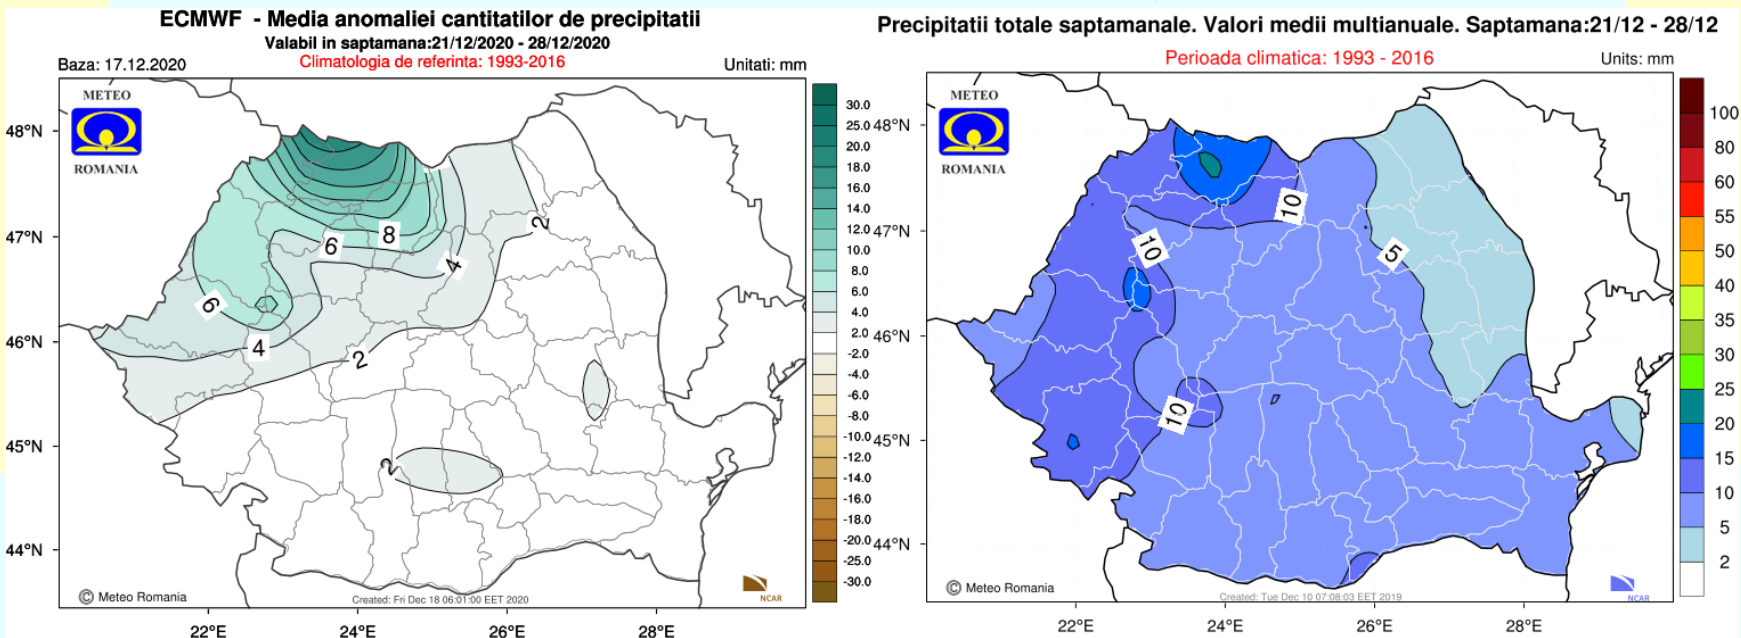 ECMWF - Media anomaliei cantitatilor de precipitatii
Valabil in saptamana:21/12/2020 - 28/12/2020
Baza: 17.12.2020
Climatologia de referinta: 1993-2016
Unitati: mm
METEO
ROMANIA
48°N
47°N
46°N
45°N
44°N
22°E
24°E
26°E
28°E
6
8
2
4
6
4
2
2
30.0
25.0
20.0
18.0
16.0
14.0
12.0
10.0
8.0
6.0
4.0
2.0
-2.0
-4.0
-6.0
-8.0
-10.0
-12.0
-14.0
-16.0
-18.0
-20.0
-25.0
-30.0
© Meteo Romania
Created: Fri Dec 18 06:01:00 EET 2020
NCAR
Precipitatii totale saptamanale. Valori medii multianuale. Saptamana:21/12 - 28/12
Perioada climatica: 1993 - 2016
Units: mm
METEO
ROMANIA
48°N
47°N
46°N
45°N
44°N
22°E
24°E
26°E
28°E
10
10
5
10
100
80
60
55
50
40
35
30
25
20
15
10
5
2
© Meteo Romania
Created: Tue Dec 10 07:08:03 EET 2019
NCAR